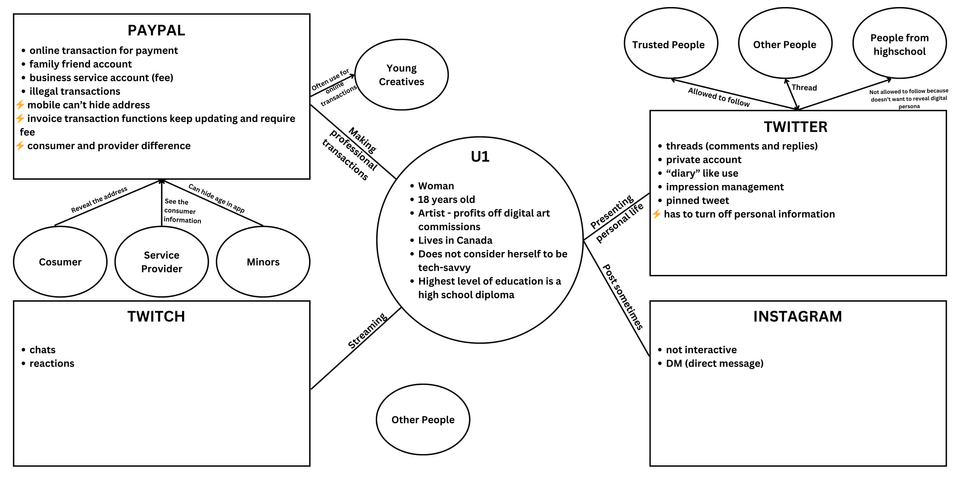 PAYPAL
• online transaction for payment
• family friend account
• business service account (fee)
• illegal transactions
⚡ mobile can't hide address
⚡ invoice transaction functions keep updating and require
fee
⚡ consumer and provider difference
Often use for
online
transactions
Young
Creatives
Making
professional
transactions
Reveal the address
See the
consumer
information
Can hide age in app
Cosumer
Service
Provider
Minors
TWITCH
• chats
• reactions
Streaming
U1
• Woman
• 18 years old
• Artist - profits off digital art
commissions
• Lives in Canada
• Does not consider herself to be
tech-savvy
• Highest level of education is a
high school diploma
Other People
Trusted People
Other People
People from
highschool
Allowed to follow
Thread
Not allowed to follow because
doesn't want to reveal digital
persona
TWITTER
• threads (comments and replies)
• private account
• “diary” like use
• impression management
• pinned tweet
⚡ has to turn off personal information
Presenting
personal life
Post sometimes
INSTAGRAM
• not interactive
• DM (direct message)